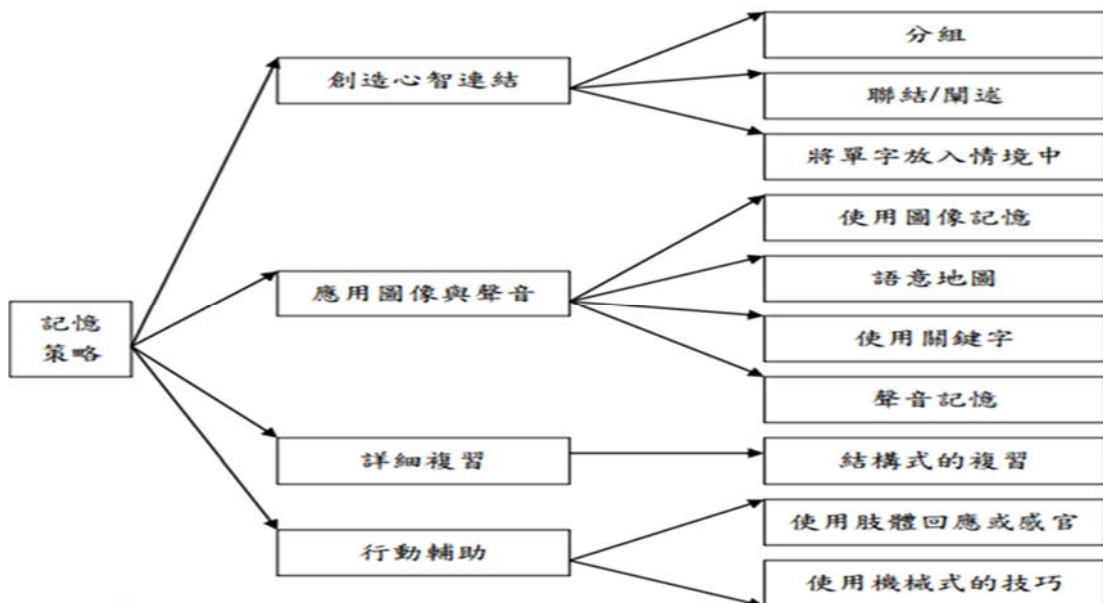 記憶
策略
創造心智連結
分組
聯結/闡述
將單字放入情境中
應用圖像與聲音
使用圖像記憶
語意地圖
使用關鍵字
聲音記憶
詳細複習
結構式的複習
行動輔助
使用肢體回應或感官
使用機械式的技巧